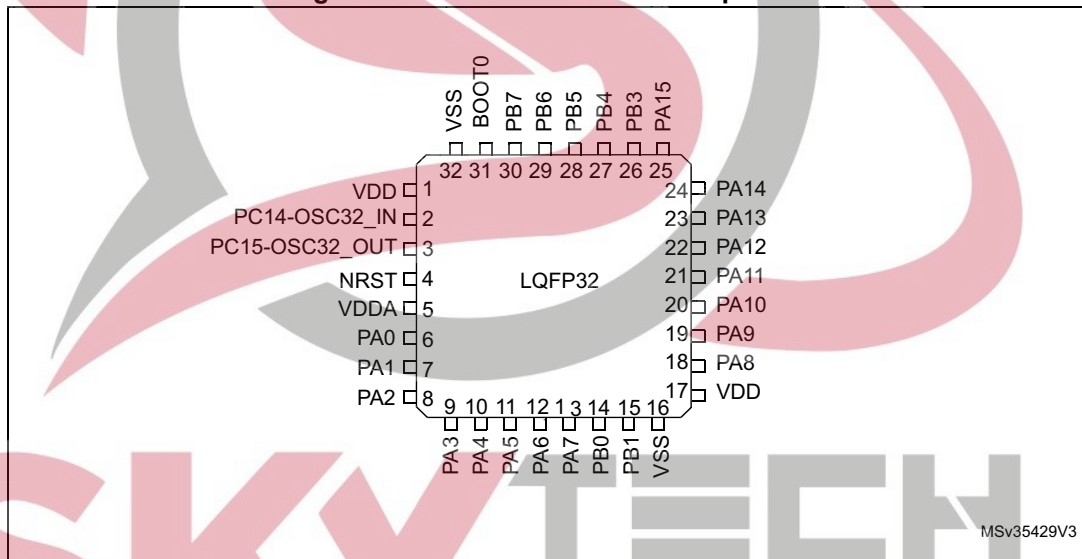 VSS
BOOT0
PB7
PB6
PB5
PB4
PB3
PA15
32 31 30 29 28 27 26 25
VDD 1
PC14-OSC32_IN 2
PC15-OSC32_OUT 3
NRST 4
VDDA 5
PA0 6
PA1 7
PA2 8
LQFP32
24 PA14
23 PA13
22 PA12
21 PA11
20 PA10
19 PA9
18 PA8
17 VDD
9 10 11 12 1 3 14 15 16
PA3
PA4
PA5
PA6
PA7
PB0
PB1
VSS
SKYTECH
MSv35429V3